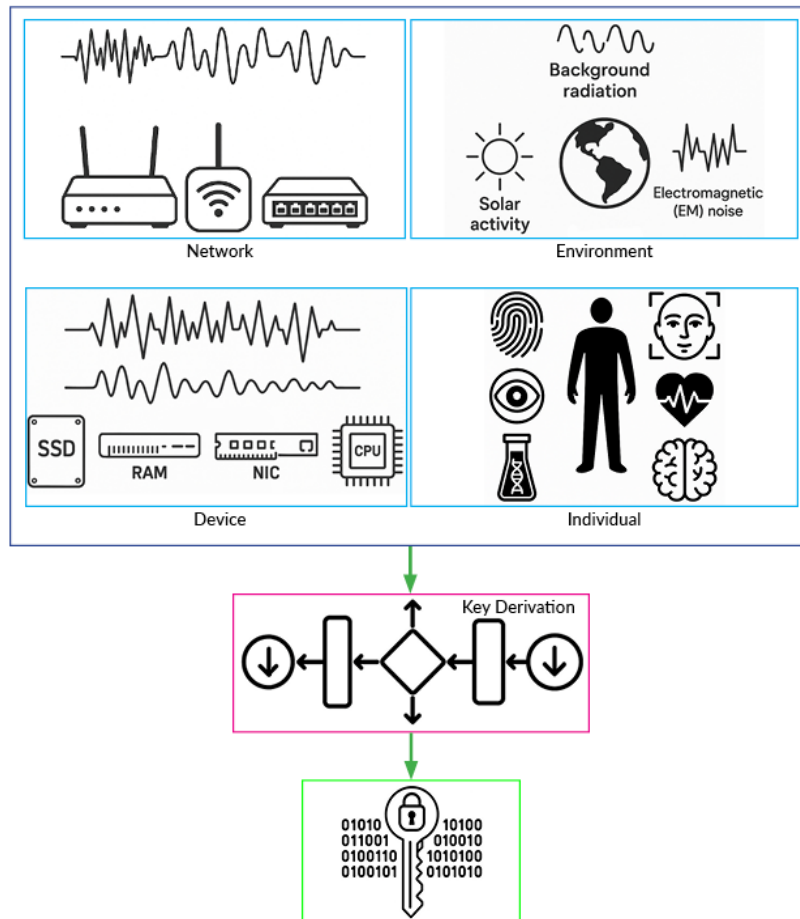 Network
Background
radiation
Solar
activity
Electromagnetic
(EM) noise
Environment
SSD
RAM
NIC
CPU
Device
Individual
Key Derivation
01010 10100
011001 010010
0100110 1010100
0100101 0101010